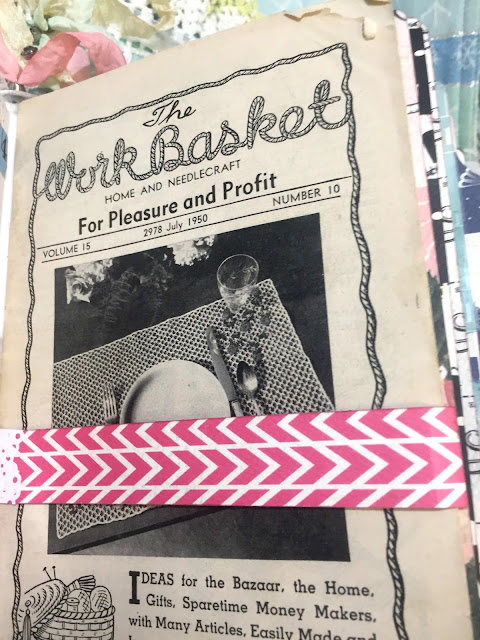 The
Work Basket
HOME AND NEEDLECRAFT
For Pleasure and Profit
VOLUME 15 2978 July 1950 NUMBER 10
IDEAS for the Bazaar, the Home,
Gifts, Sparetime Money Makers,
with Many Articles, Easily Made and